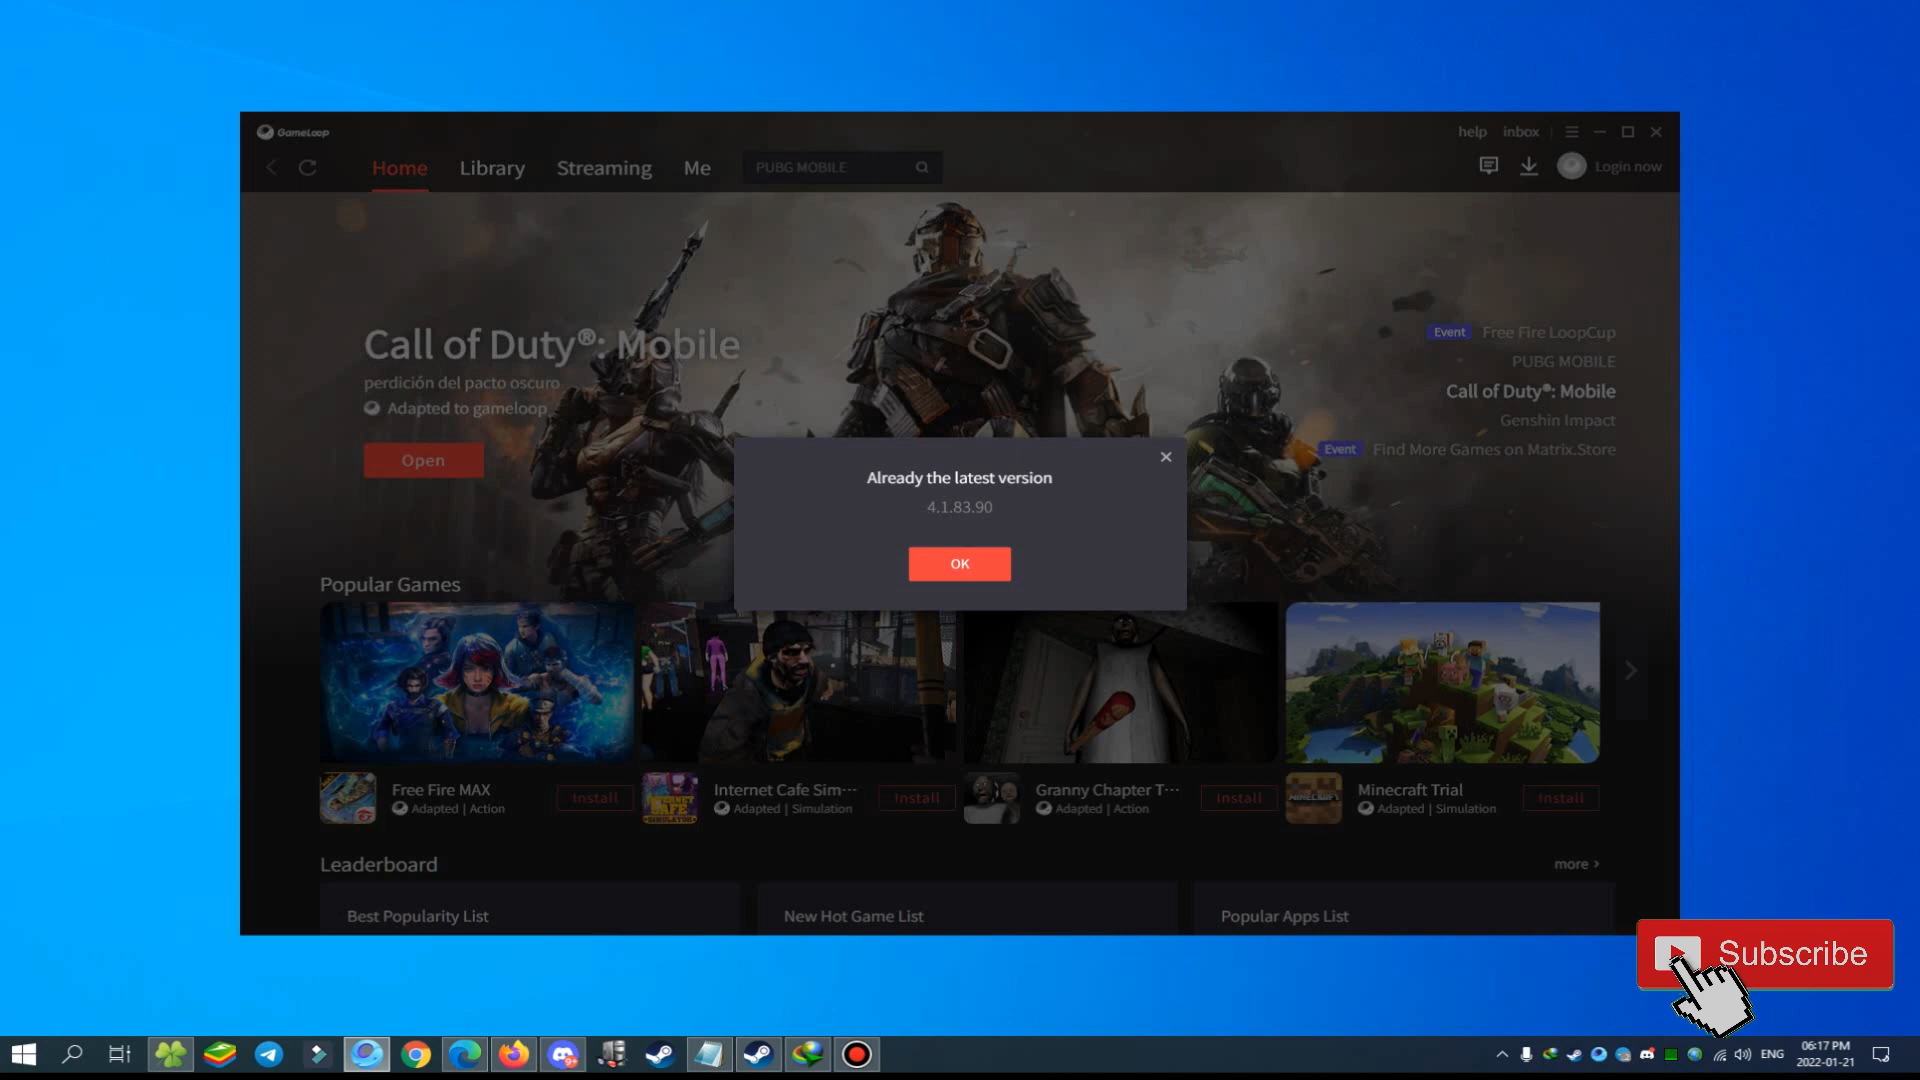 GameLoop
help inbox
Home Library Streaming Me PUBG MOBILE Login now
Call of Duty®: Mobile
perdición del pacto oscuro
Adapted to gameloop
Open
Event Free Fire LoopCup
PUBG MOBILE
Call of Duty®: Mobile
Genshin Impact
Event Find More Games on Matrix.Store
Already the latest version
4.1.83.90
OK
Popular Games
Free Fire MAX
Adapted | Action
Install
INTERNET CAFE SIMULATOR
Internet Cafe Sim···
Adapted | Simulation
Install
Granny Chapter T···
Adapted | Action
Install
MINECRAFT
Minecraft Trial
Adapted | Simulation
Install
Leaderboard
more >
Best Popularity List
New Hot Game List
Popular Apps List
Subscribe
ENG
06:17 PM
2022-01-21